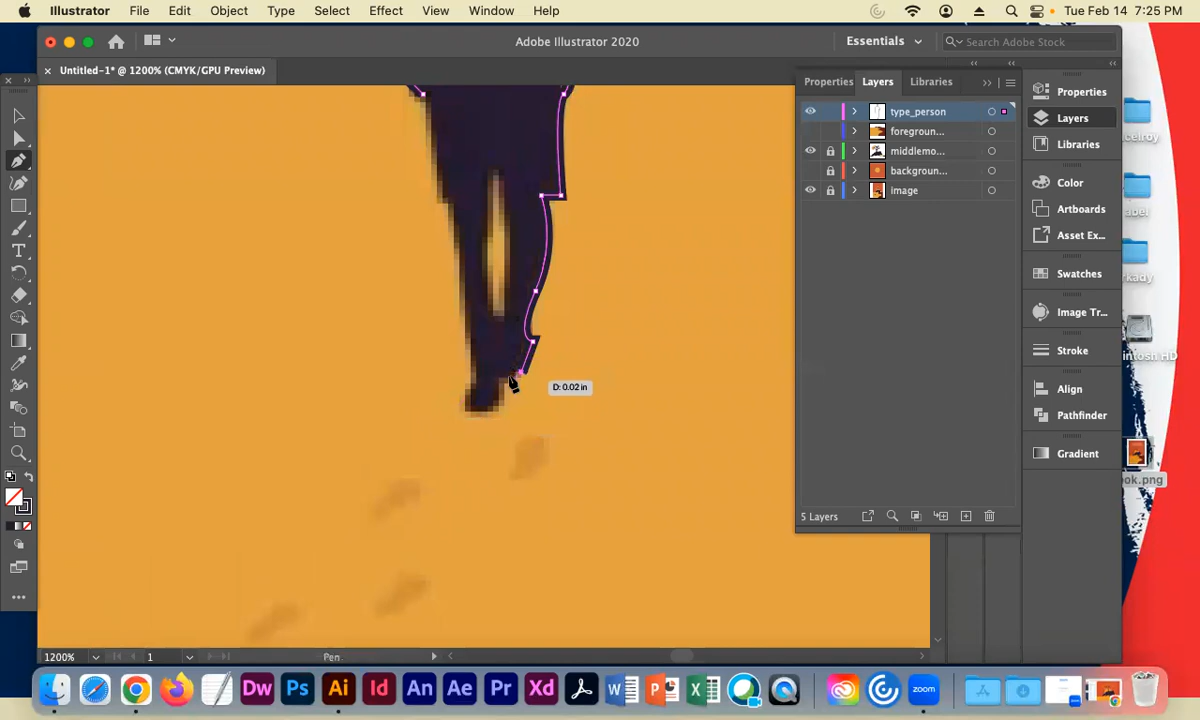 Illustrator File Edit Object Type Select Effect View Window Help Tue Feb 14 7:25 PM
Adobe Illustrator 2020 Essentials Search Adobe Stock
Untitled-1* @ 1200% (CMYK/GPU Preview)
Properties Layers Libraries
type_person
foregroun...
middlemo...
backgroun...
image
5 Layers
Properties
Layers
Libraries
Color
Artboards
Asset Ex...
Swatches
Image Tr...
Stroke
Align
Pathfinder
Gradient
D: 0.02 in
acelroy
kady
intosh HD
ok.png
1200% 1 Pen
Dw Ps Ai Id An Ae Pr Xd W P X zoom